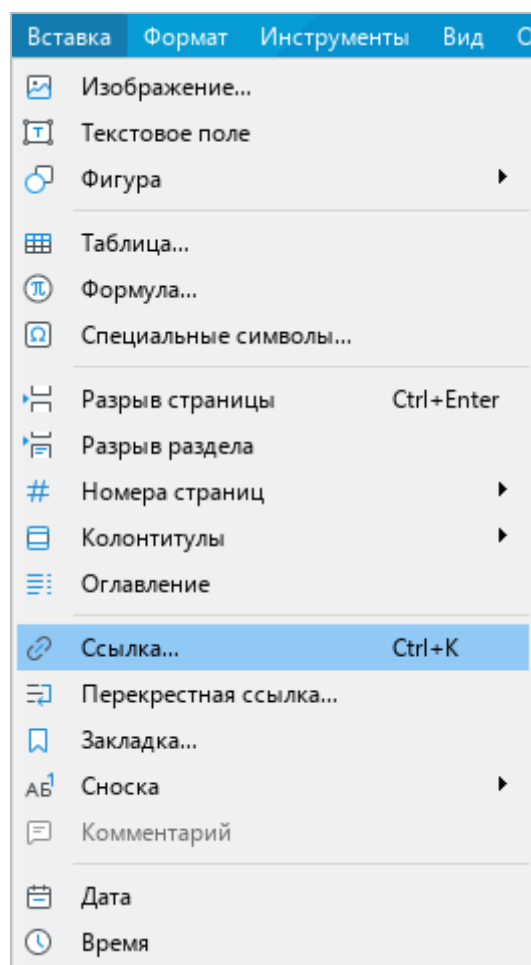 Вставка Формат Инструменты Вид
Изображение...
Текстовое поле
Фигура
Таблица...
Формула...
Специальные символы...
Разрыв страницы Ctrl+Enter
Разрыв раздела
Номера страниц
Колонтитулы
Оглавление
Ссылка... Ctrl+K
Перекрестная ссылка...
Закладка...
АБ1 Сноска
Комментарий
Дата
Время